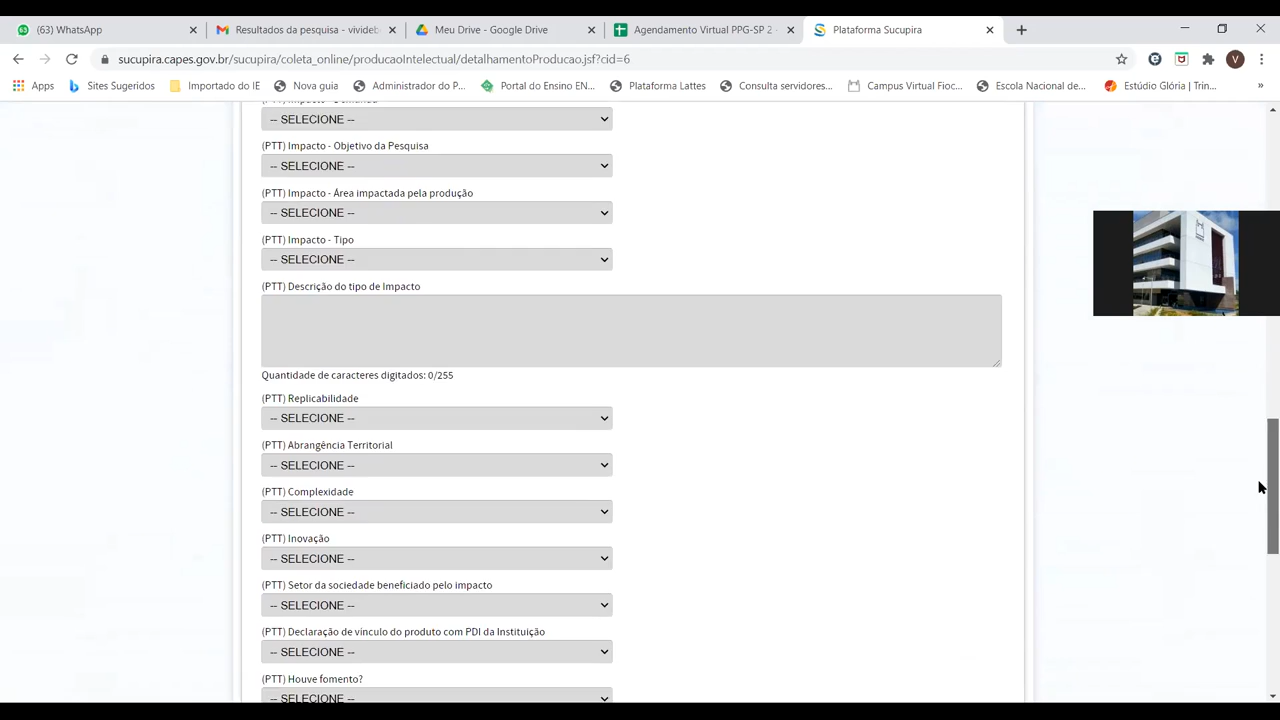 (63) WhatsApp
Resultados da pesquisa - vivideb
Meu Drive - Google Drive
Agendamento Virtual PPG-SP 2
Plataforma Sucupira
sucupira.capes.gov.br/sucupira/coleta_online/producaoIntelectual/detalhamentoProducao.jsf?cid=6
V
Apps
Sites Sugeridos
Importado do IE
Nova guia
Administrador do P...
Portal do Ensino EN...
Plataforma Lattes
Consulta servidores...
Campus Virtual Fioc...
Escola Nacional de...
Estúdio Glória | Trin...
»
(PTT) Impacto - Demanda
-- SELECIONE --
(PTT) Impacto - Objetivo da Pesquisa
-- SELECIONE --
(PTT) Impacto - Área impactada pela produção
-- SELECIONE --
(PTT) Impacto - Tipo
-- SELECIONE --
(PTT) Descrição do tipo de Impacto
Quantidade de caracteres digitados: 0/255
(PTT) Replicabilidade
-- SELECIONE --
(PTT) Abrangência Territorial
-- SELECIONE --
(PTT) Complexidade
-- SELECIONE --
(PTT) Inovação
-- SELECIONE --
(PTT) Setor da sociedade beneficiado pelo impacto
-- SELECIONE --
(PTT) Declaração de vínculo do produto com PDI da Instituição
-- SELECIONE --
(PTT) Houve fomento?
-- SELECIONE --